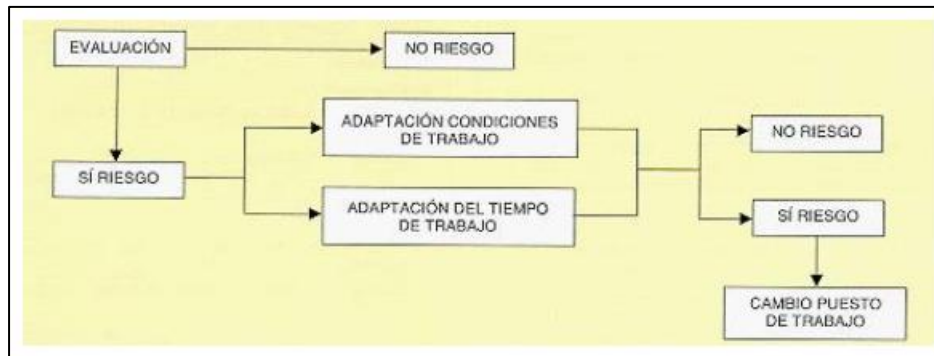 EVALUACIÓN
NO RIESGO
ADAPTACIÓN CONDICIONES
DE TRABAJO
NO RIESGO
SÍ RIESGO
ADAPTACIÓN DEL TIEMPO
DE TRABAJO
SÍ RIESGO
CAMBIO PUESTO
DE TRABAJO